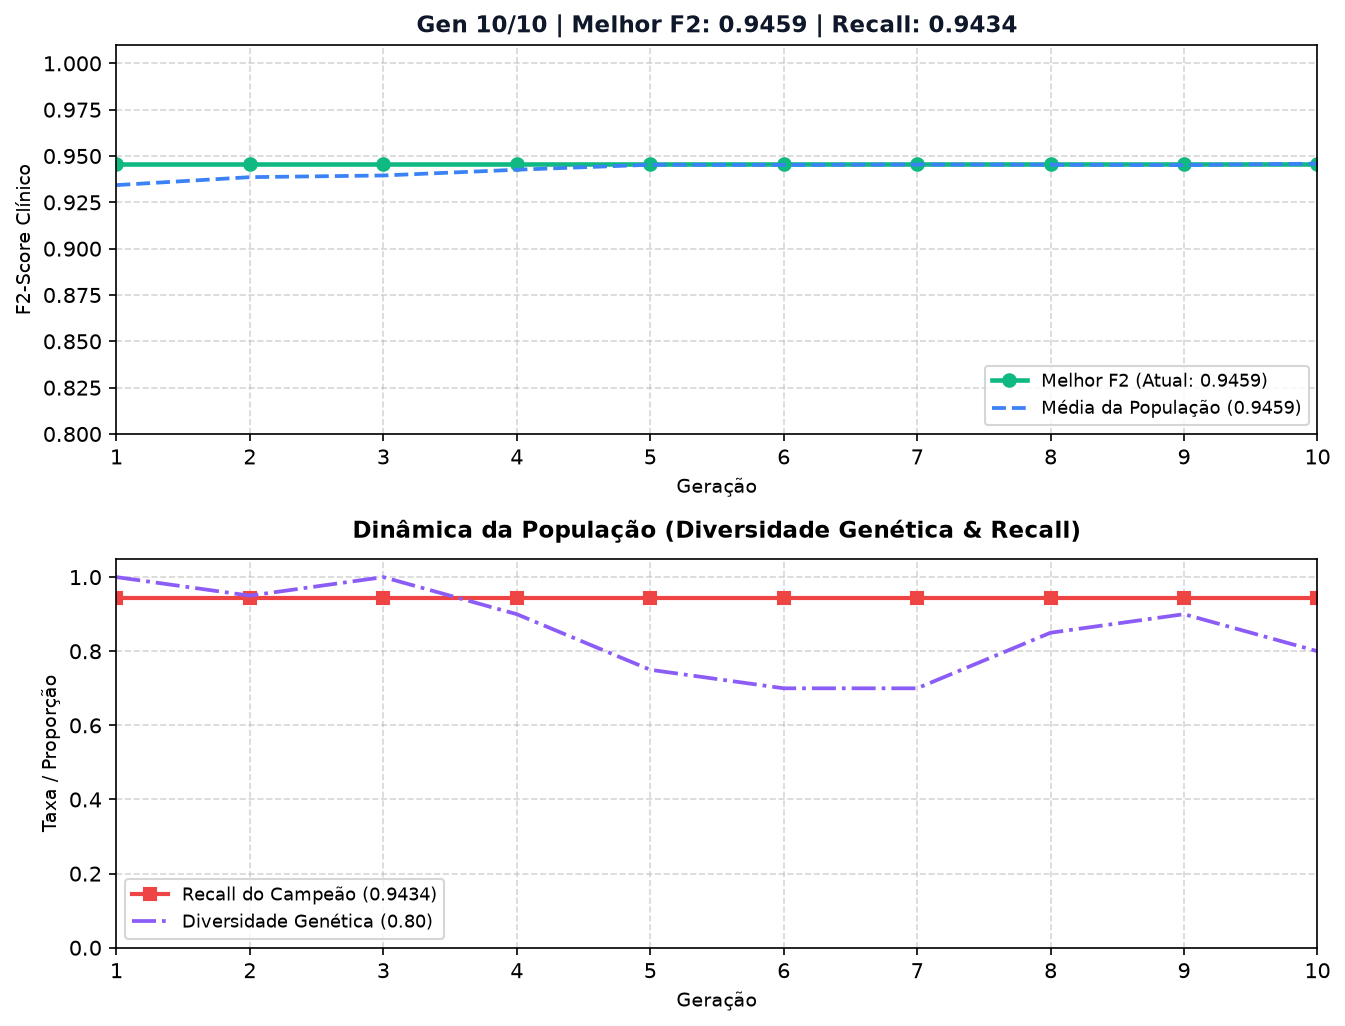 Gen 10/10 | Melhor F2: 0.9459 | Recall: 0.9434
1.000
0.975
0.950
0.925
0.900
0.875
0.850
0.825
0.800
F2-Score Clínico
Melhor F2 (Atual: 0.9459)
Média da População (0.9459)
1 2 3 4 5 6 7 8 9 10
Geração
Dinâmica da População (Diversidade Genética & Recall)
1.0
0.8
0.6
0.4
0.2
0.0
Taxa / Proporção
Recall do Campeão (0.9434)
Diversidade Genética (0.80)
1 2 3 4 5 6 7 8 9 10
Geração